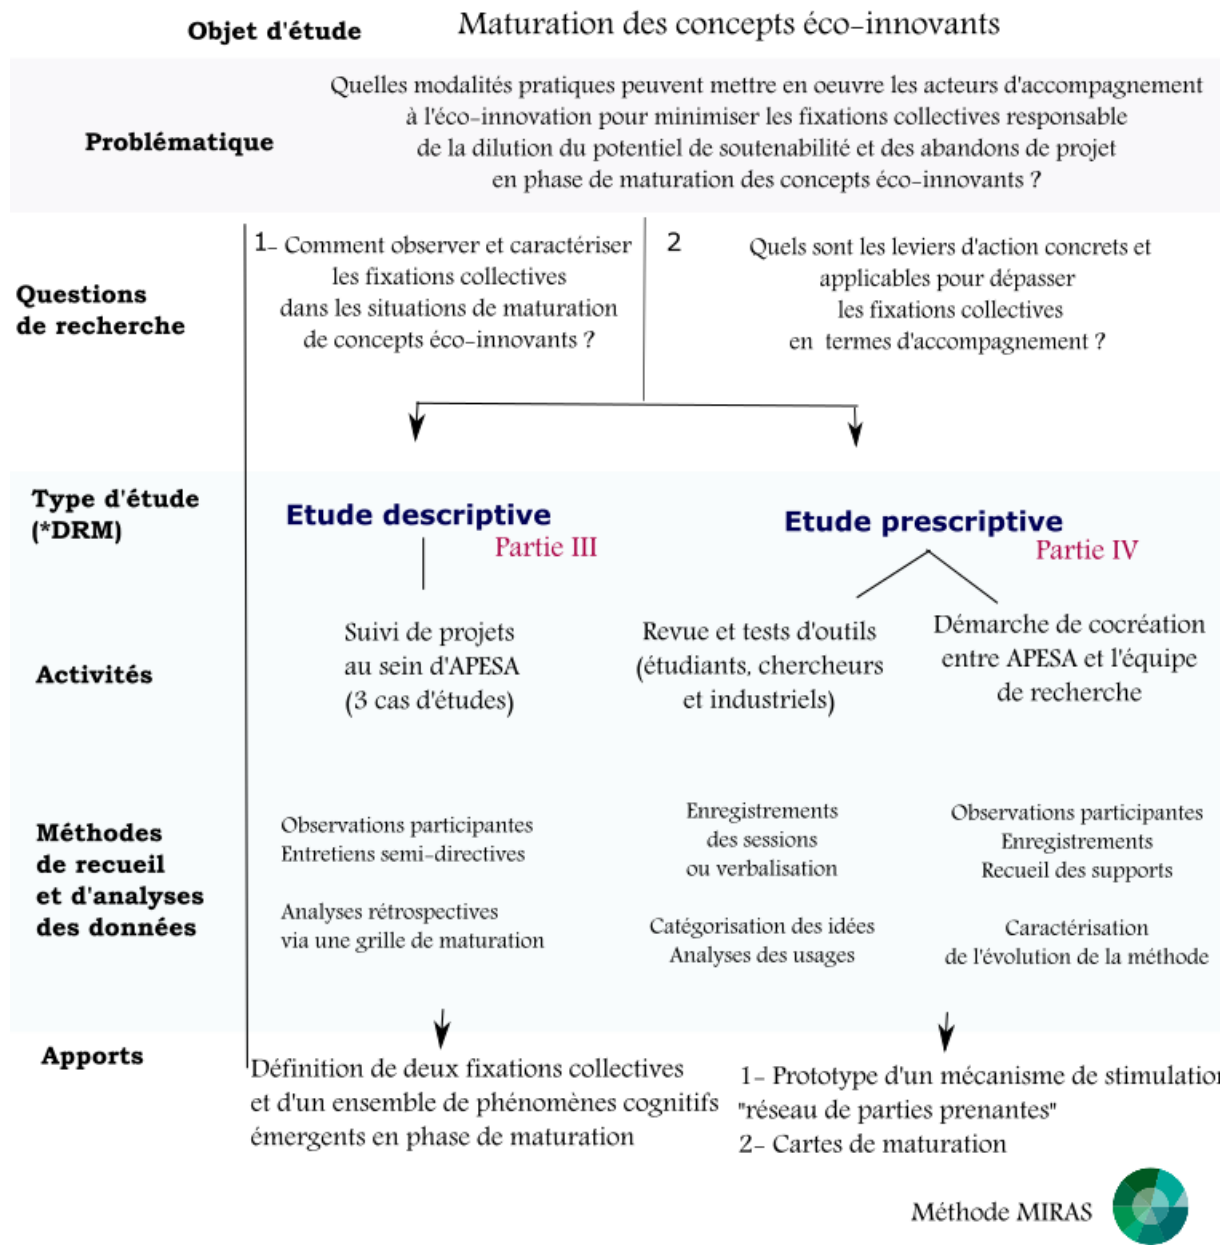 Objet d'étude
Maturation des concepts éco-innovants
Problématique
Quelles modalités pratiques peuvent mettre en oeuvre les acteurs d'accompagnement
à l'éco-innovation pour minimiser les fixations collectives responsable
de la dilution du potentiel de soutenabilité et des abandons de projet
en phase de maturation des concepts éco-innovants ?
Questions
de recherche
1- Comment observer et caractériser
les fixations collectives
dans les situations de maturation
de concepts éco-innovants ?
2
Quels sont les leviers d'action concrets et
applicables pour dépasser
les fixations collectives
en termes d'accompagnement ?
Type d'étude
(*DRM)
Etude descriptive
Partie III
Etude prescriptive
Partie IV
Activités
Suivi de projets
au sein d'APESA
(3 cas d'études)
Revue et tests d'outils
(étudiants, chercheurs
et industriels)
Démarche de cocréation
entre APESA et l'équipe
de recherche
Méthodes
de recueil
et d'analyses
des données
Observations participantes
Entretiens semi-directives
Analyses rétrospectives
via une grille de maturation
Enregistrements
des sessions
ou verbalisation
Catégorisation des idées
Analyses des usages
Observations participantes
Enregistrements
Recueil des supports
Caractérisation
de l'évolution de la méthode
Apports
Définition de deux fixations collectives
et d'un ensemble de phénomènes cognitifs
émergents en phase de maturation
1- Prototype d'un mécanisme de stimulation
"réseau de parties prenantes"
2- Cartes de maturation
Méthode MIRAS